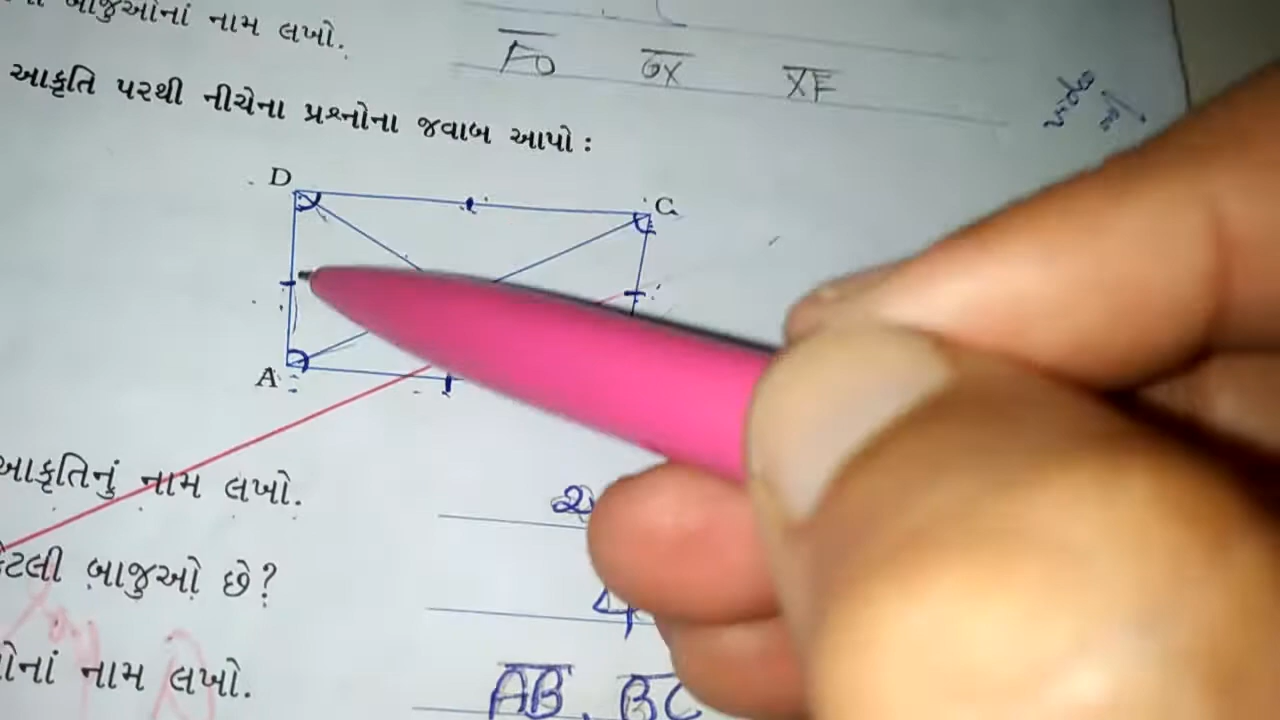 બાજુઓનાં નામ લખો.
FO GX XF
આકૃતિ પરથી નીચેના પ્રશ્નોના જવાબ આપો :
D
C
A
આકૃતિનું નામ લખો.
કેટલી બાજુઓ છે?
4
નામ લખો.
AB, BC